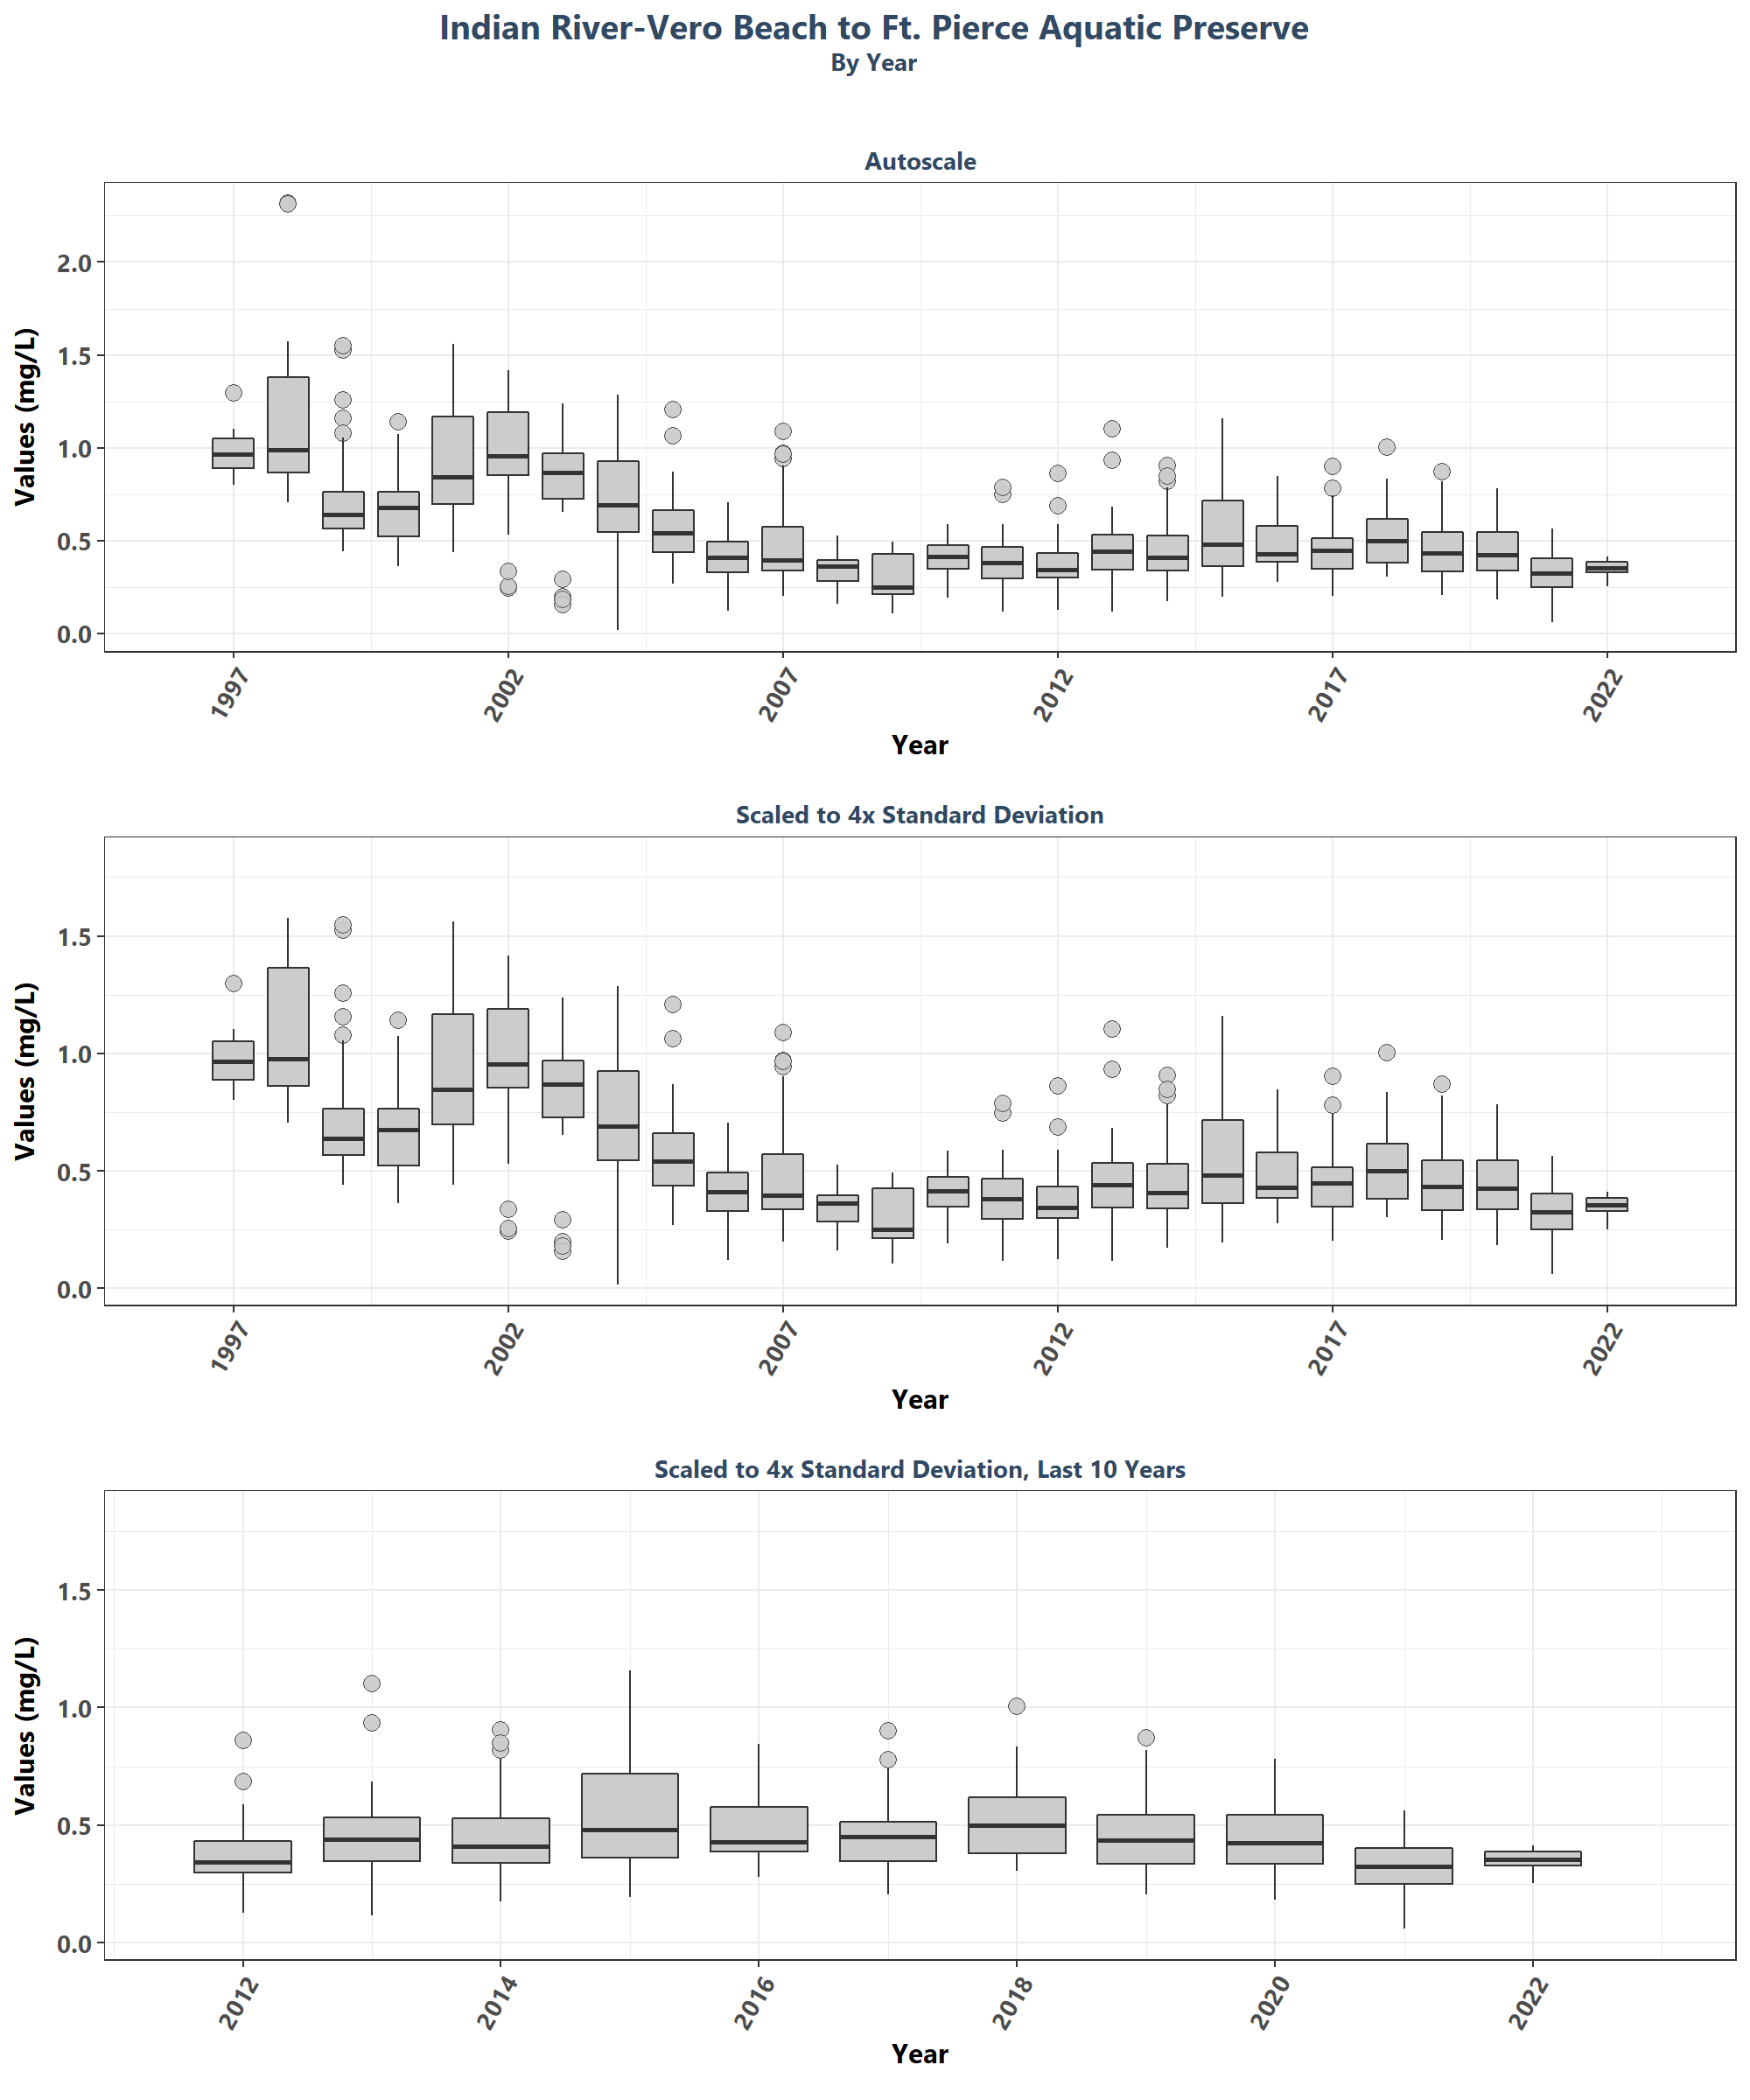 Indian River-Vero Beach to Ft. Pierce Aquatic Preserve
By Year
Autoscale
Values (mg/L)
2.0
1.5
1.0
0.5
0.0
1997 2002 2007 2012 2017 2022
Year
Scaled to 4x Standard Deviation
Values (mg/L)
1.5
1.0
0.5
0.0
1997 2002 2007 2012 2017 2022
Year
Scaled to 4x Standard Deviation, Last 10 Years
Values (mg/L)
1.5
1.0
0.5
0.0
2012 2014 2016 2018 2020 2022
Year